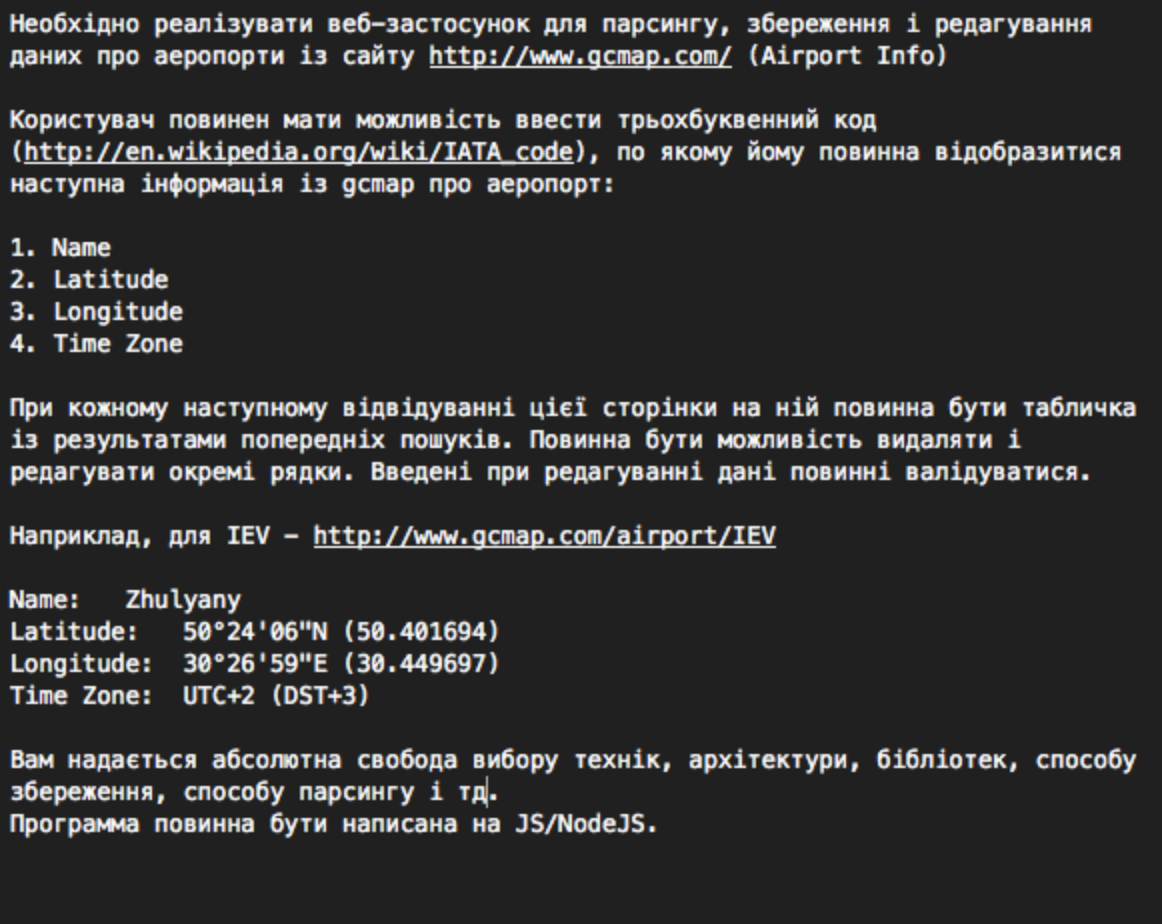 Необхідно реалізувати веб–застосунок для парсингу, збереження і редагування
даних про аеропорти із сайту http://www.gcmap.com/ (Airport Info)
Користувач повинен мати можливість ввести трьохбуквенний код
(http://en.wikipedia.org/wiki/IATA_code), по якому йому повинна відобразитися
наступна інформація із gcmap про аеропорт:
1. Name
2. Latitude
3. Longitude
4. Time Zone
При кожному наступному відвідуванні цієї сторінки на ній повинна бути табличка
із результатами попередніх пошуків. Повинна бути можливість видаляти і
редагувати окремі рядки. Введені при редагуванні дані повинні валідуватися.
Наприклад, для IEV – http://www.gcmap.com/airport/IEV
Name: Zhulyany
Latitude: 50°24'06"N (50.401694)
Longitude: 30°26'59"E (30.449697)
Time Zone: UTC+2 (DST+3)
Вам надається абсолютна свобода вибору технік, архітектури, бібліотек, способу
збереження, способу парсингу і тд.
Программа повинна бути написана на JS/NodeJS.